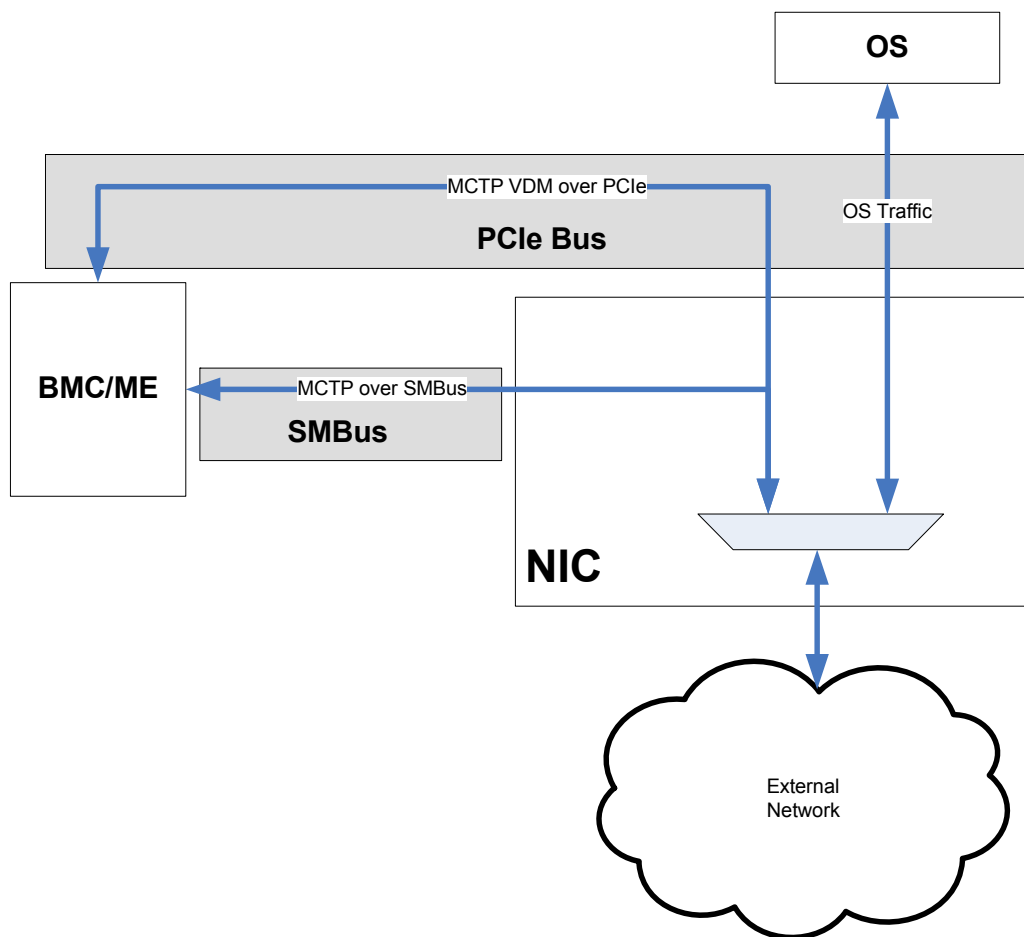 OS
MCTP VDM over PCIe
OS Traffic
PCIe Bus
BMC/ME
MCTP over SMBus
SMBus
NIC
External
Network